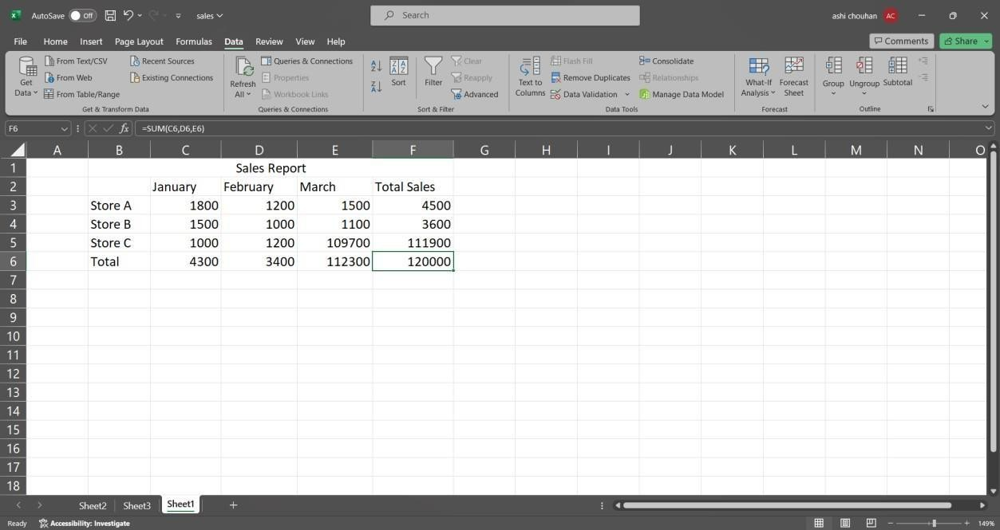 AutoSave Off sales Search ashi chouhan AC
File Home Insert Page Layout Formulas Data Review View Help Comments Share
From Text/CSV Recent Sources Queries & Connections Clear Flash Fill Consolidate
From Web Existing Connections Properties Reapply Remove Duplicates Relationships
Get Data From Table/Range Refresh All Workbook Links Sort Filter Advanced Text to Columns Data Validation Manage Data Model What-If Analysis Forecast Sheet Group Ungroup Subtotal
Get & Transform Data Queries & Connections Sort & Filter Data Tools Forecast Outline
F6 fx =SUM(C6,D6,E6)
A B C D E F G H I J K L M N O
1 Sales Report
2 January February March Total Sales
3 Store A 1800 1200 1500 4500
4 Store B 1500 1000 1100 3600
5 Store C 1000 1200 109700 111900
6 Total 4300 3400 112300 120000
7
8
9
10
11
12
13
14
15
16
17
18
Sheet2 Sheet3 Sheet1
Ready Accessibility: Investigate 149%